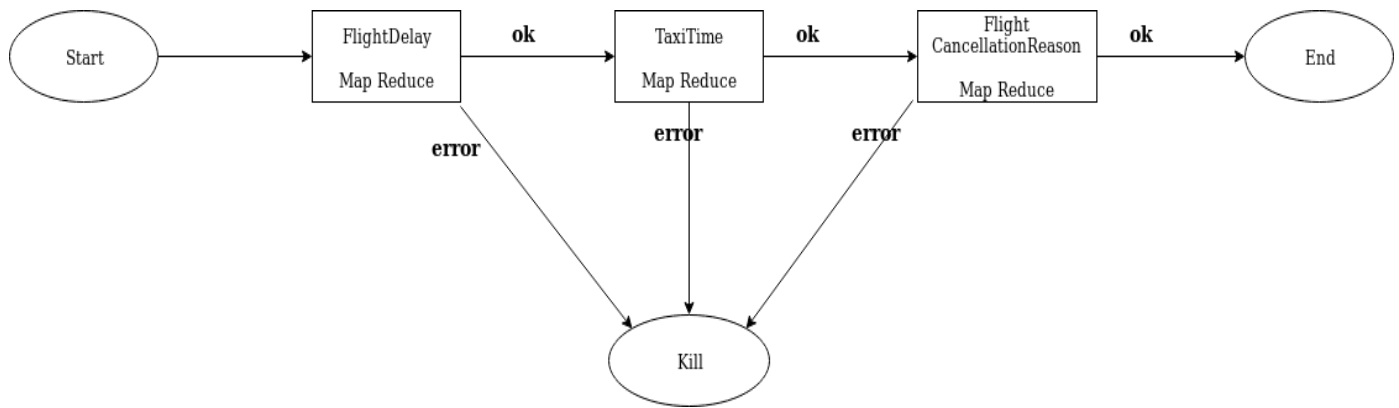 Start
FlightDelay
Map Reduce
ok
TaxiTime
Map Reduce
ok
Flight
CancellationReason
Map Reduce
ok
End
error
error
error
Kill